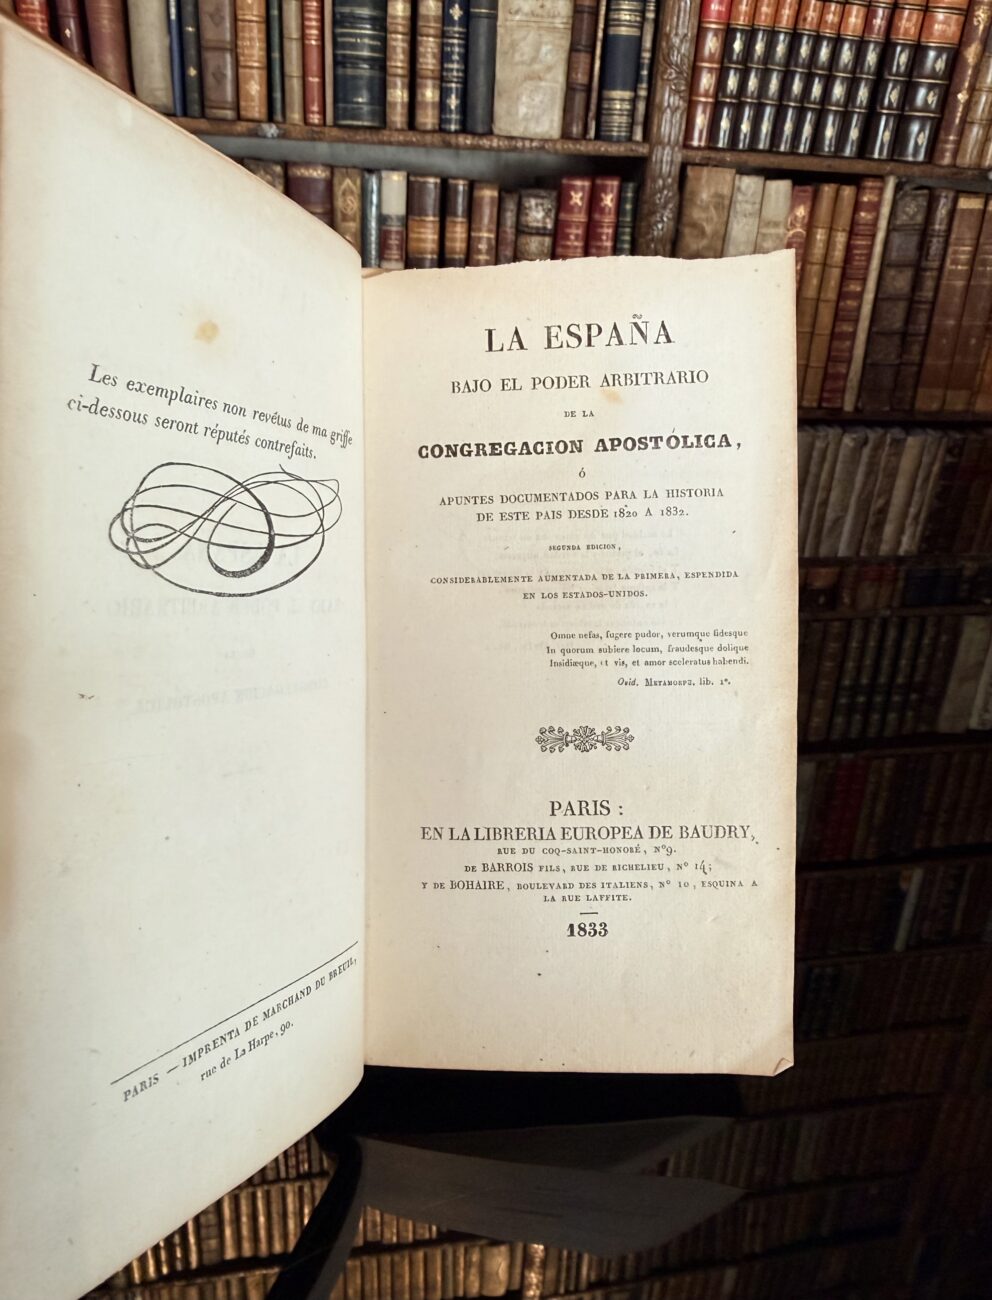 Les exemplaires non revétus de ma griffe
ci-dessous seront réputés contrefaits.
PARIS — IMPRENTA DE MARCHAND DU BREUIL,
rue de La Harpe, 90.
LA ESPAÑA
BAJO EL PODER ARBITRARIO
DE LA
CONGREGACION APOSTÓLICA,
Ó
APUNTES DOCUMENTADOS PARA LA HISTORIA
DE ESTE PAIS DESDE 1820 A 1832.
SEGUNDA EDICION,
CONSIDERABLEMENTE AUMENTADA DE LA PRIMERA, ESPENDIDA
EN LOS ESTADOS-UNIDOS.
Omne nefas, fugere pudor, verumque fidesque
In quorum subiere locum, fraudesque dolique
Insidiæque, et vis, et amor sceleratus habendi.
Ovid. METAMORPH. lib. 1º.
PARIS :
EN LA LIBRERIA EUROPEA DE BAUDRY,
RUE DU COQ-SAINT-HONORÉ, Nº 9.
DE BARROIS FILS, RUE DE RICHELIEU, Nº 14;
Y DE BOHAIRE, BOULEVARD DES ITALIENS, Nº 10, ESQUINA A
LA RUE LAFFITE.
1833